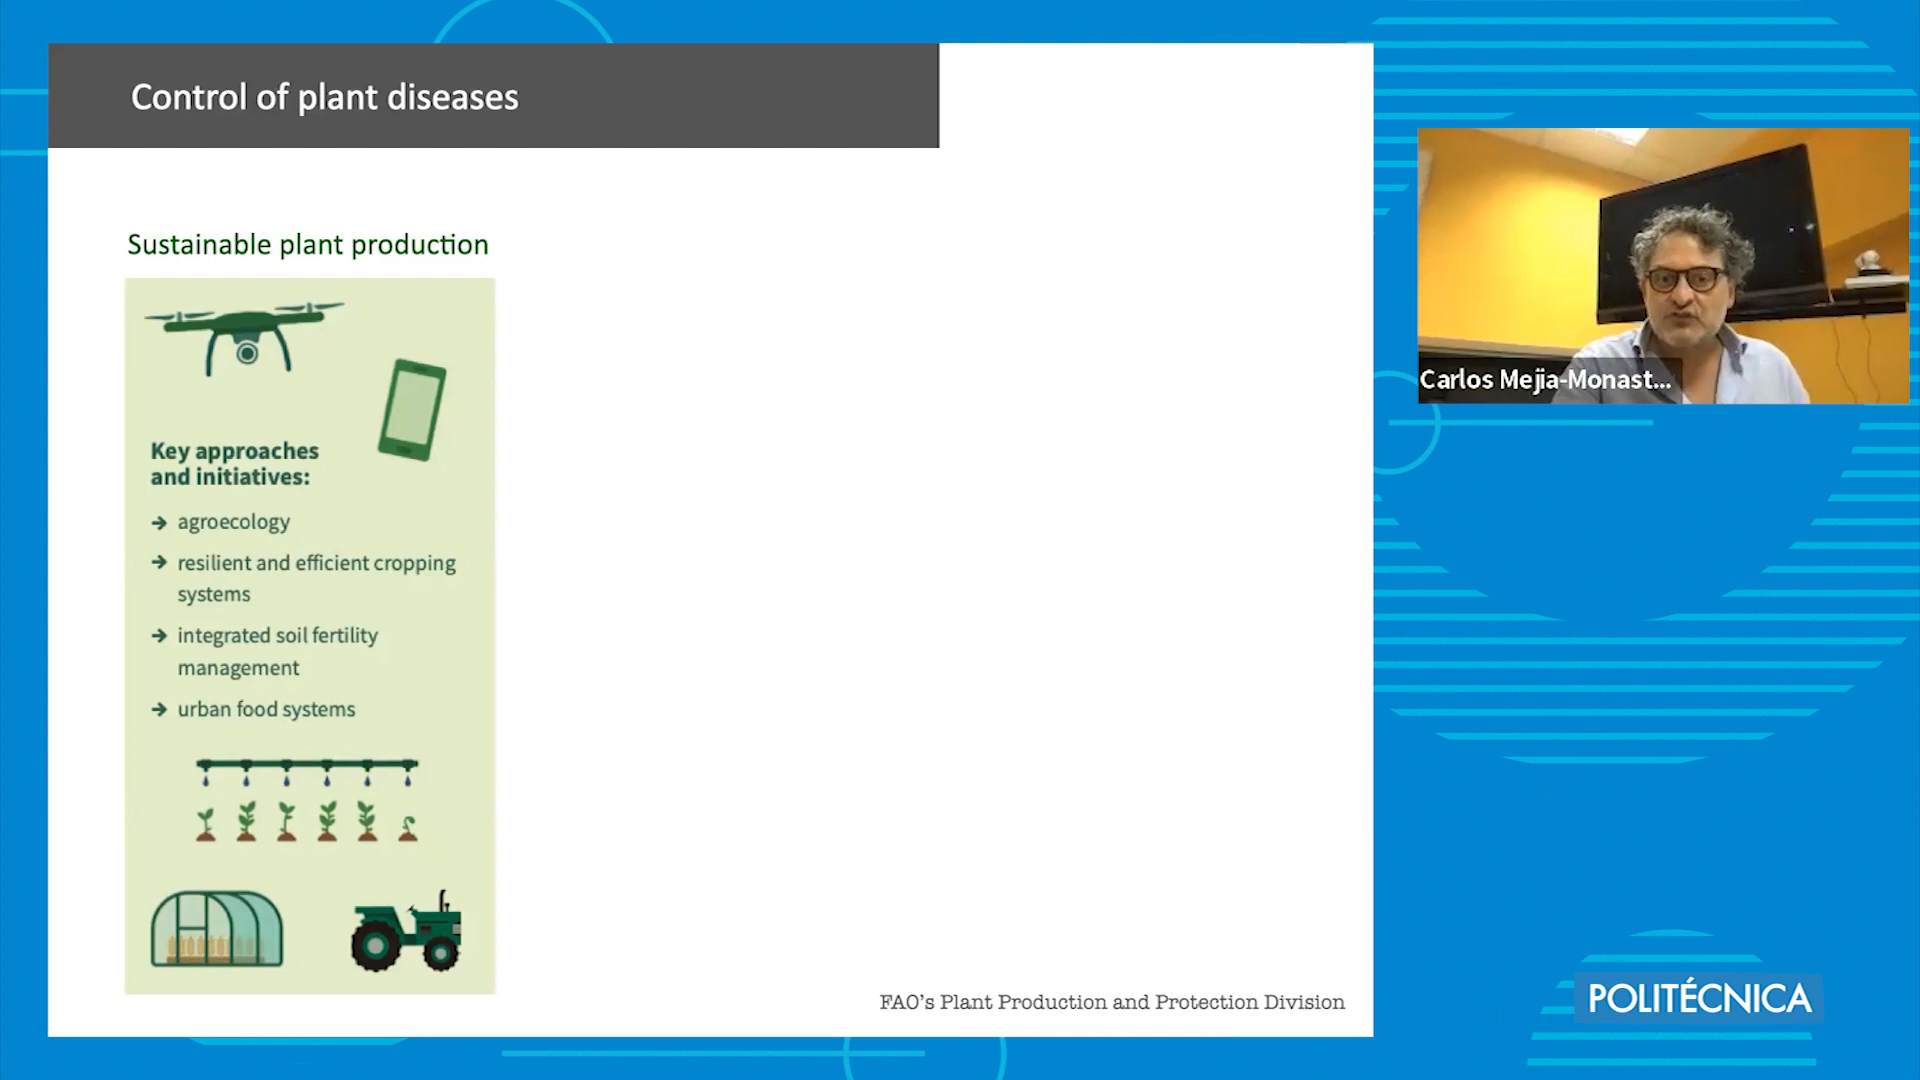 Control of plant diseases
Sustainable plant production
Key approaches
and initiatives:
→ agroecology
→ resilient and efficient cropping
systems
→ integrated soil fertility
management
→ urban food systems
FAO's Plant Production and Protection Division
Carlos Mejia-Monast...
POLITÉCNICA